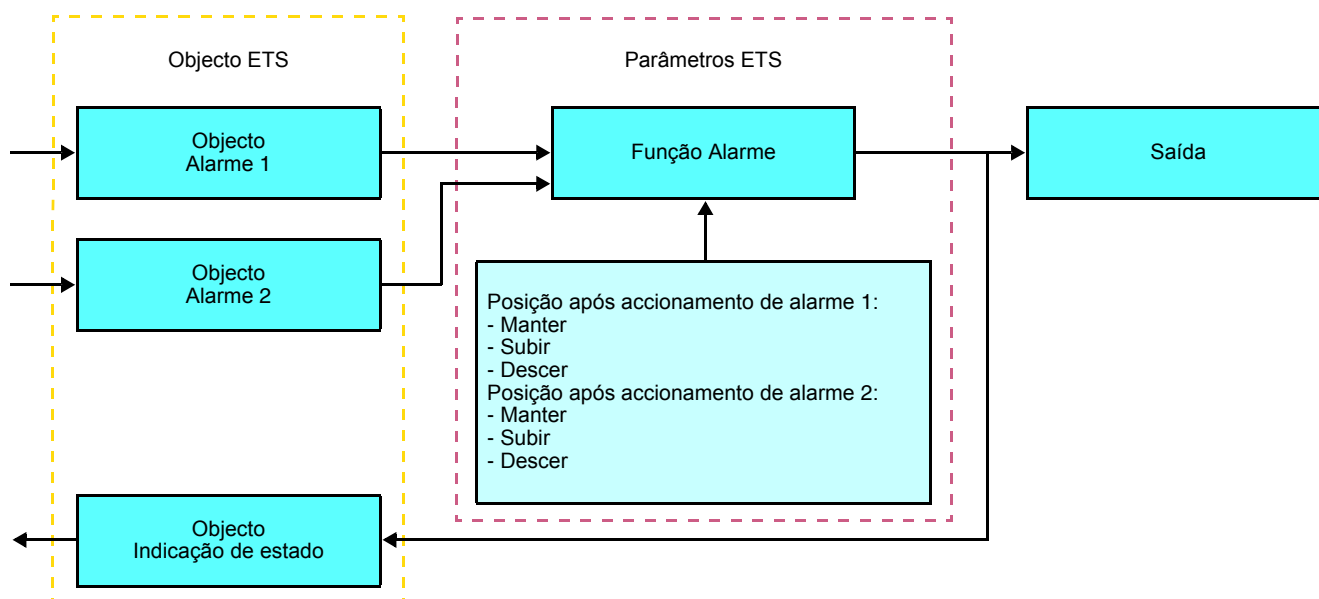 Objecto ETS
Parâmetros ETS
Objecto
Alarme 1
Função Alarme
Saída
Objecto
Alarme 2
Posição após accionamento de alarme 1:
- Manter
- Subir
- Descer
Posição após accionamento de alarme 2:
- Manter
- Subir
- Descer
Objecto
Indicação de estado